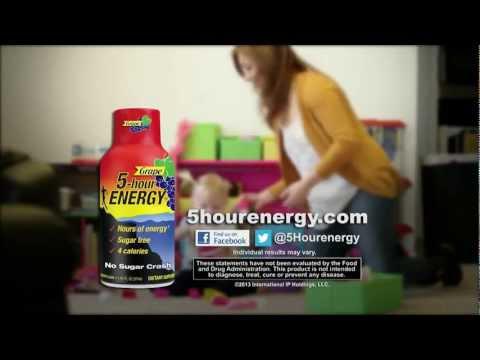 Grape
Grape
5-hour
ENERGY
Hours of energy
Sugar free
4 calories
No Sugar Crash
5hourenergy.com
Find us on
Facebook
@5Hourenergy
Individual results may vary.
These statements have not been evaluated by the Food
and Drug Administration. This product is not intended
to diagnose, treat, cure or prevent any disease.
©2013 International IP Holdings, LLC.